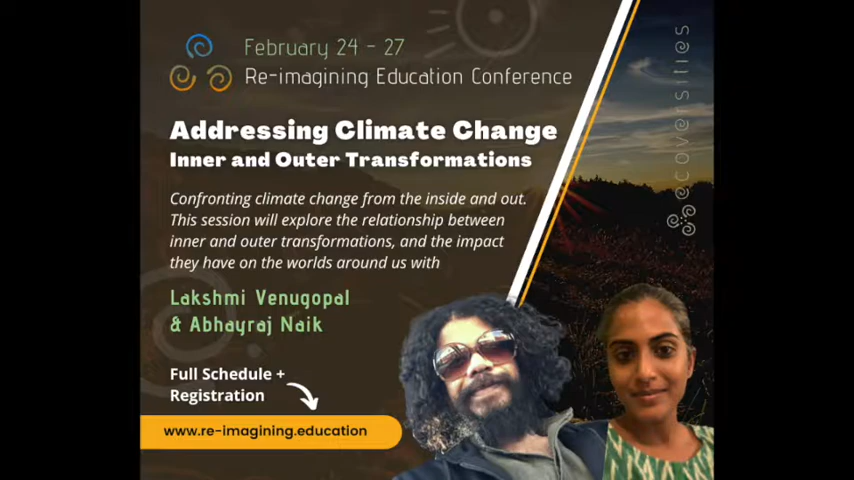 February 24 - 27
Re-imagining Education Conference
Addressing Climate Change
Inner and Outer Transformations
Confronting climate change from the inside and out.
This session will explore the relationship between
inner and outer transformations, and the impact
they have on the worlds around us with
Lakshmi Venugopal
& Abhayraj Naik
Full Schedule +
Registration
www.re-imagining.education
ecoversities